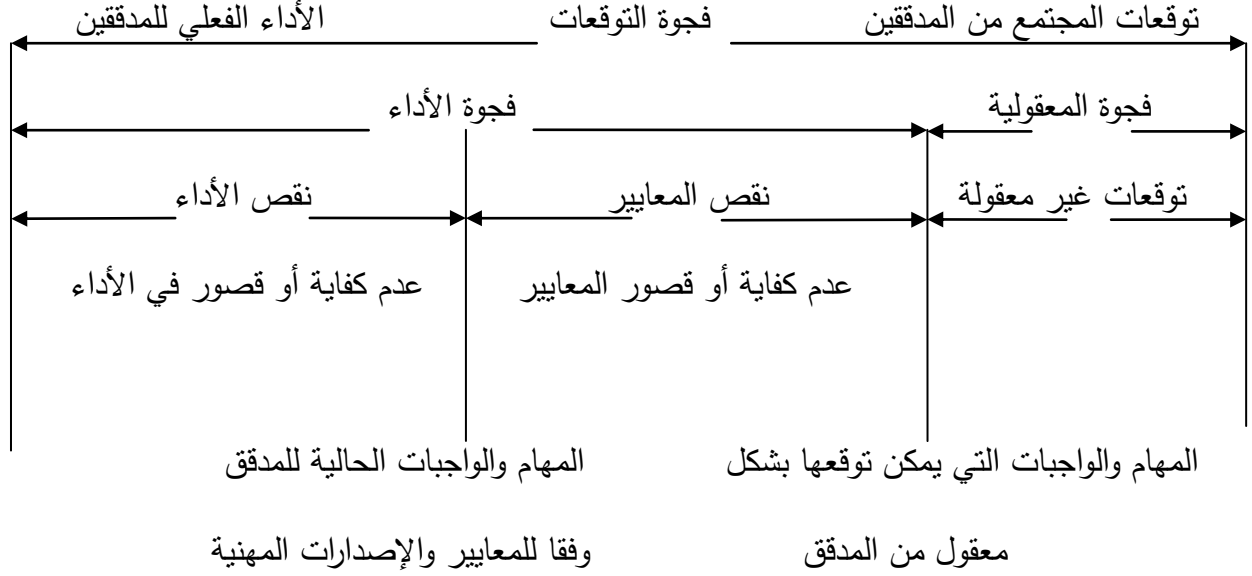 توقعات المجتمع من المدققين فجوة التوقعات الأداء الفعلي للمدققين
فجوة المعقولية فجوة الأداء
توقعات غير معقولة نقص المعايير نقص الأداء
عدم كفاية أو قصور المعايير عدم كفاية أو قصور في الأداء
المهام والواجبات التي يمكن توقعها بشكل المهام والواجبات الحالية للمدقق
معقول من المدقق وفقا للمعايير والإصدارات المهنية